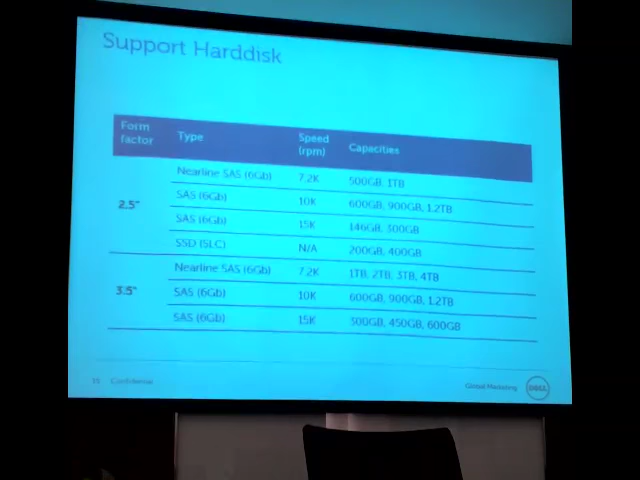 Support Harddisk
Form factor Type Speed (rpm) Capacities
2.5" Nearline SAS (6Gb) 7.2K 500GB, 1TB
SAS (6Gb) 10K 600GB, 900GB, 1.2TB
SAS (6Gb) 15K 146GB, 300GB
SSD (SLC) N/A 200GB, 400GB
3.5" Nearline SAS (6Gb) 7.2K 1TB, 2TB, 3TB, 4TB
SAS (6Gb) 10K 600GB, 900GB, 1.2TB
SAS (6Gb) 15K 300GB, 450GB, 600GB
Confidential Global Marketing DELL